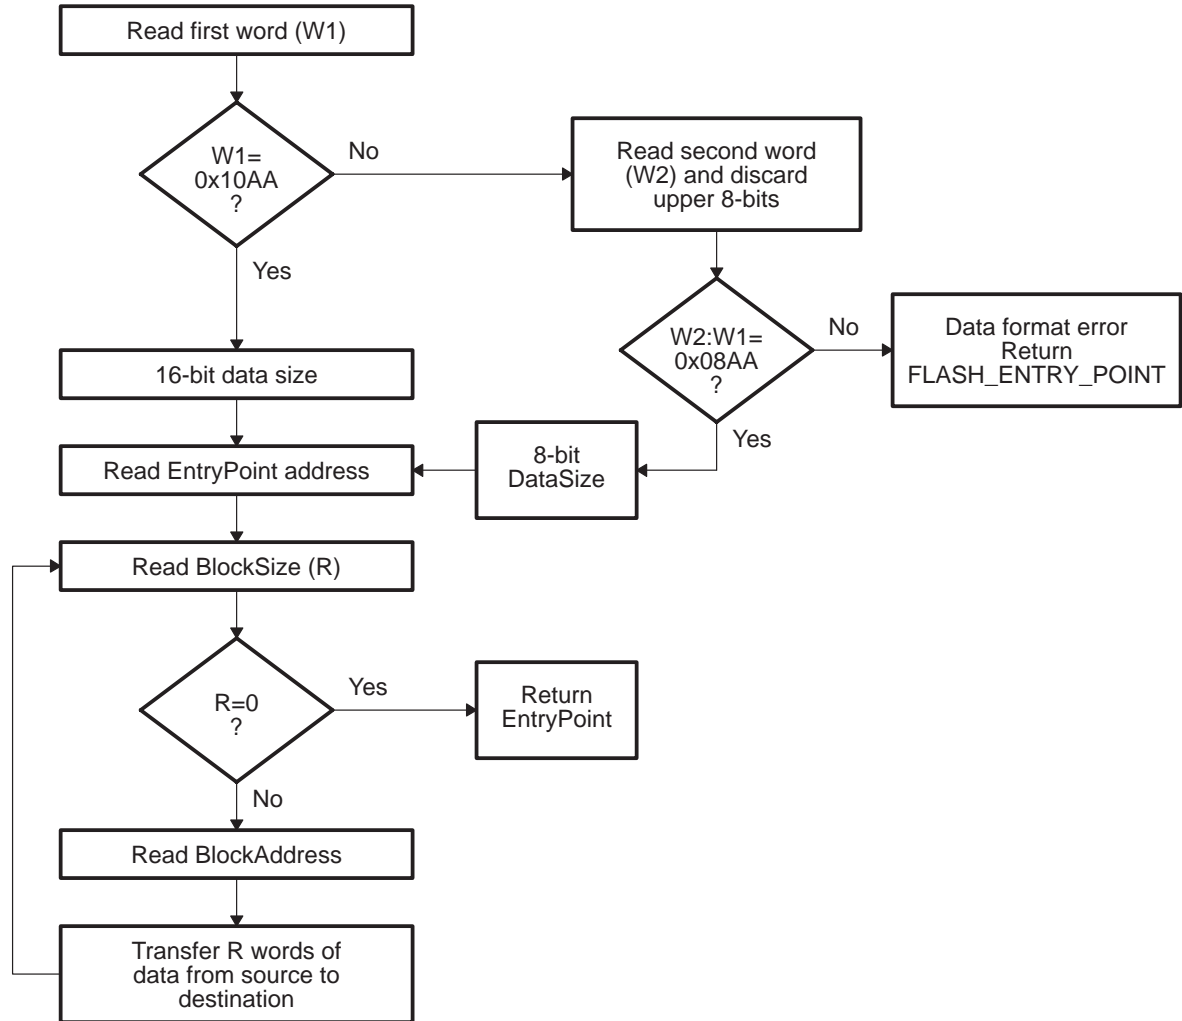 Read first word (W1)
W1=
0x10AA
?
No
Read second word
(W2) and discard
upper 8-bits
Yes
W2:W1=
0x08AA
?
No
Data format error
Return
FLASH_ENTRY_POINT
16-bit data size
Yes
8-bit
DataSize
Read EntryPoint address
Read BlockSize (R)
R=0
?
Yes
Return
EntryPoint
No
Read BlockAddress
Transfer R words of
data from source to
destination